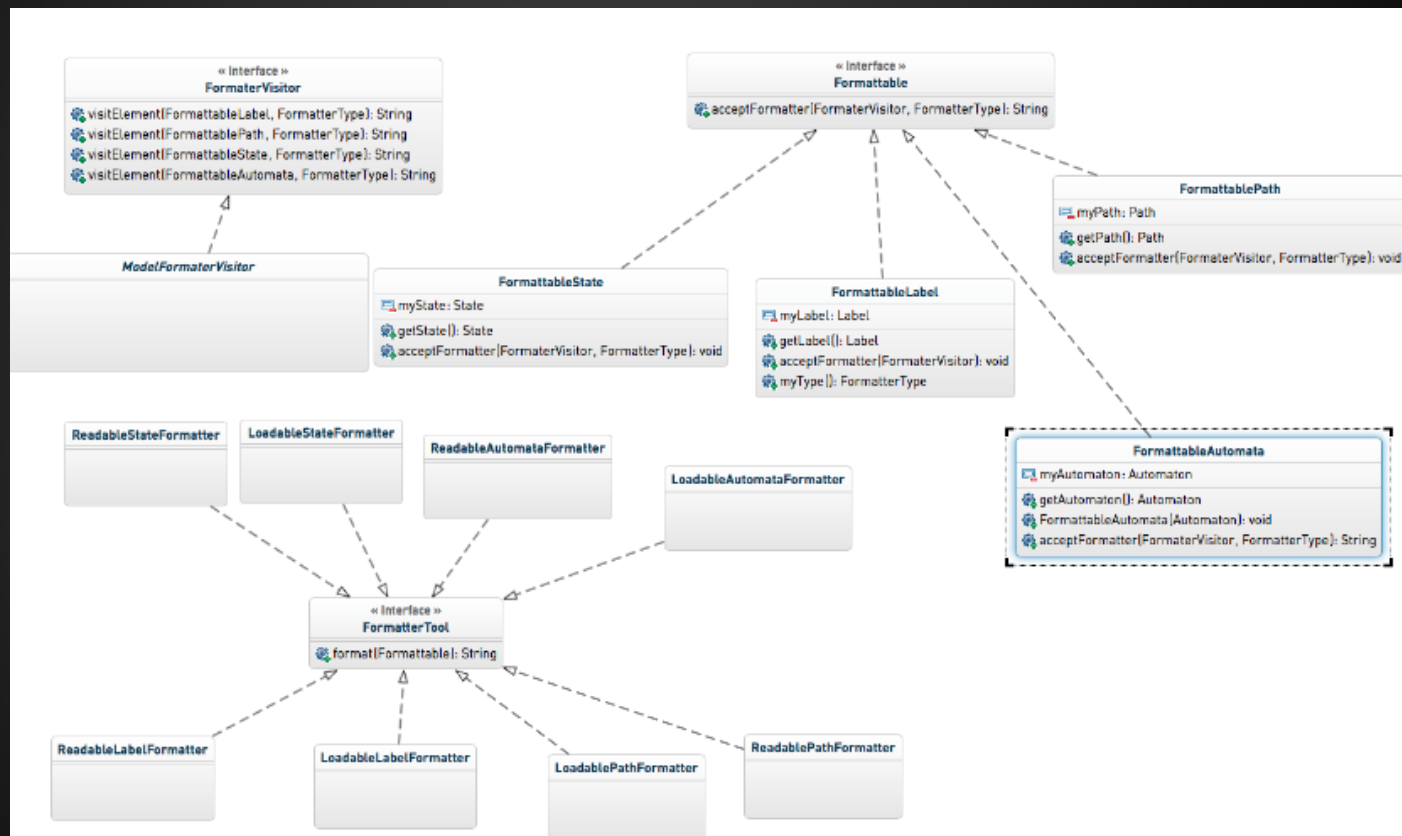 « Interface »
FormaterVisitor
visitElement(FormattableLabel, FormatterType): String
visitElement(FormattablePath, FormatterType): String
visitElement(FormattableState, FormatterType): String
visitElement(FormattableAutomata, FormatterType): String
« Interface »
Formattable
acceptFormatter(FormaterVisitor, FormatterType): String
FormattablePath
myPath: Path
getPath(): Path
acceptFormatter(FormaterVisitor, FormatterType): void
ModelFormaterVisitor
FormattableState
myState: State
getState(): State
acceptFormatter(FormaterVisitor, FormatterType): void
FormattableLabel
myLabel: Label
getLabel(): Label
acceptFormatter(FormaterVisitor): void
myType(): FormatterType
ReadableStateFormatter
LoadableStateFormatter
ReadableAutomataFormatter
LoadableAutomataFormatter
FormattableAutomata
myAutomaton: Automaton
getAutomaton(): Automaton
FormattableAutomata(Automaton): void
acceptFormatter(FormaterVisitor, FormatterType): String
« Interface »
FormatterTool
format(Formattable): String
ReadableLabelFormatter
LoadableLabelFormatter
LoadablePathFormatter
ReadablePathFormatter